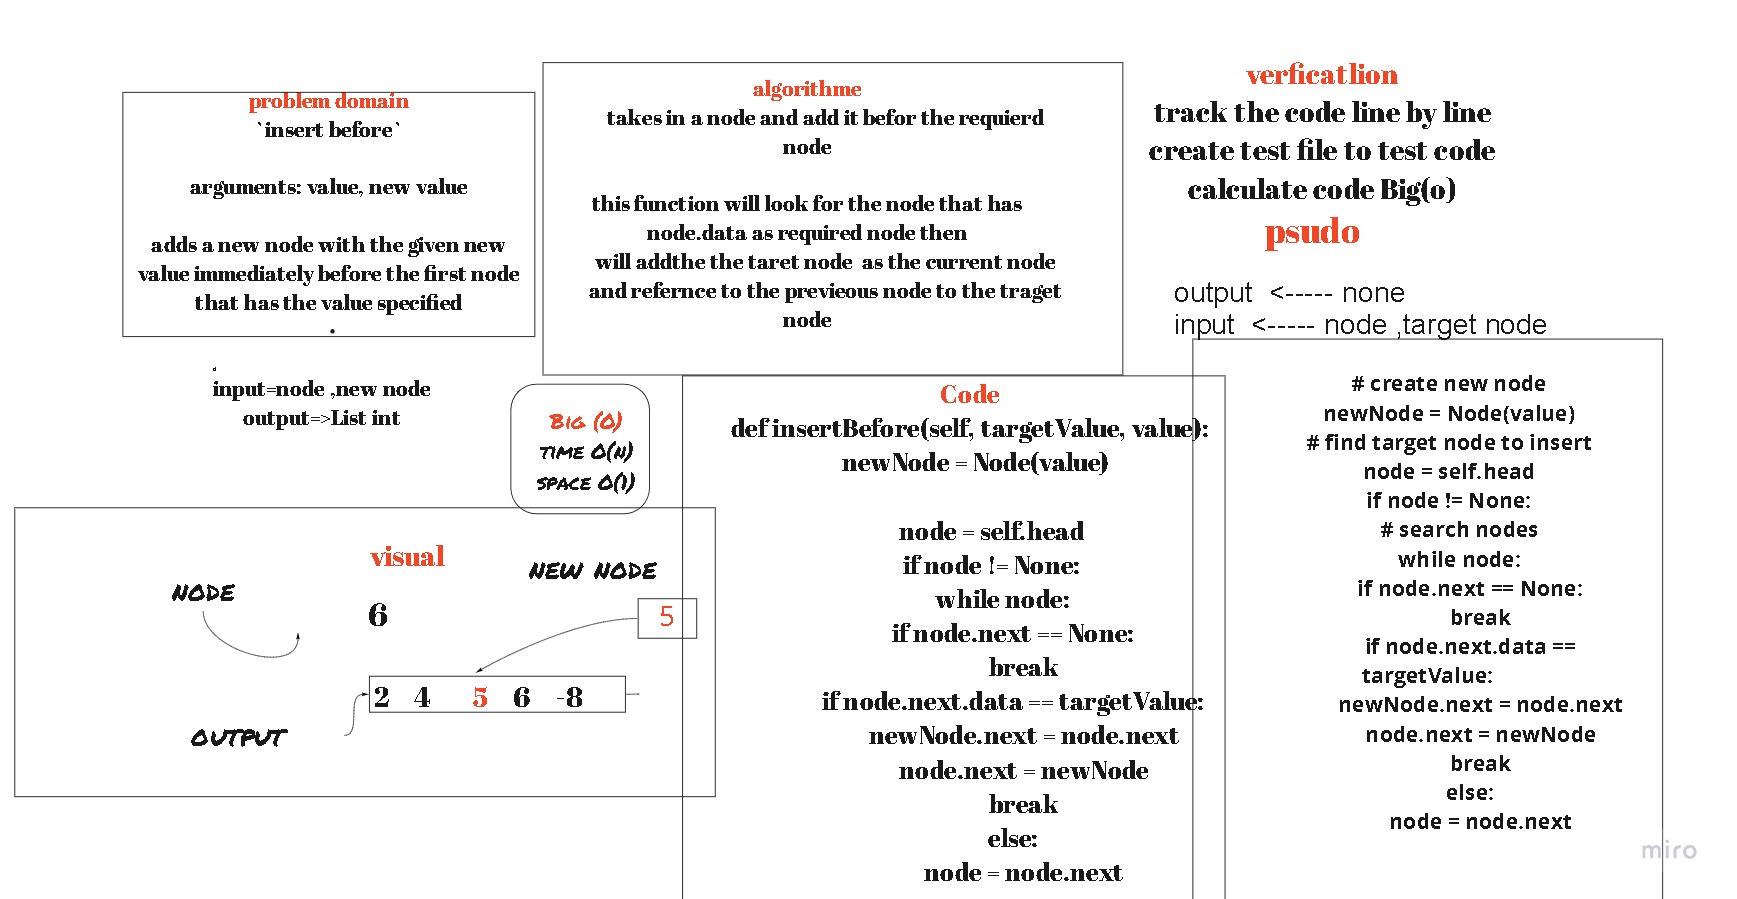 problem domain
`insert before`
arguments: value, new value
adds a new node with the given new
value immediately before the first node
that has the value specified
.
input=node ,new node
output=>List int
algorithme
takes in a node and add it befor the requierd
node
this function will look for the node that has
node.data as required node then
will addthe the taret node  as the current node
and refernce to the previeous node to the traget
node
verficatlion
track the code line by line
create test file to test code
calculate code Big(o)
psudo
output  <----- none
input  <----- node ,target node
# create new node
newNode = Node(value)
# find target node to insert
node = self.head
if node != None:
# search nodes
while node:
if node.next == None:
break
if node.next.data ==
targetValue:
newNode.next = node.next
node.next = newNode
break
else:
node = node.next
Big (O)
time O(n)
space O(1)
Code
def insertBefore(self, targetValue, value):
newNode = Node(value)
node = self.head
if node != None:
while node:
if node.next == None:
break
if node.next.data == targetValue:
newNode.next = node.next
node.next = newNode
break
else:
node = node.next
visual
node
new node
6
5
2 4 5 6 -8
output
miro